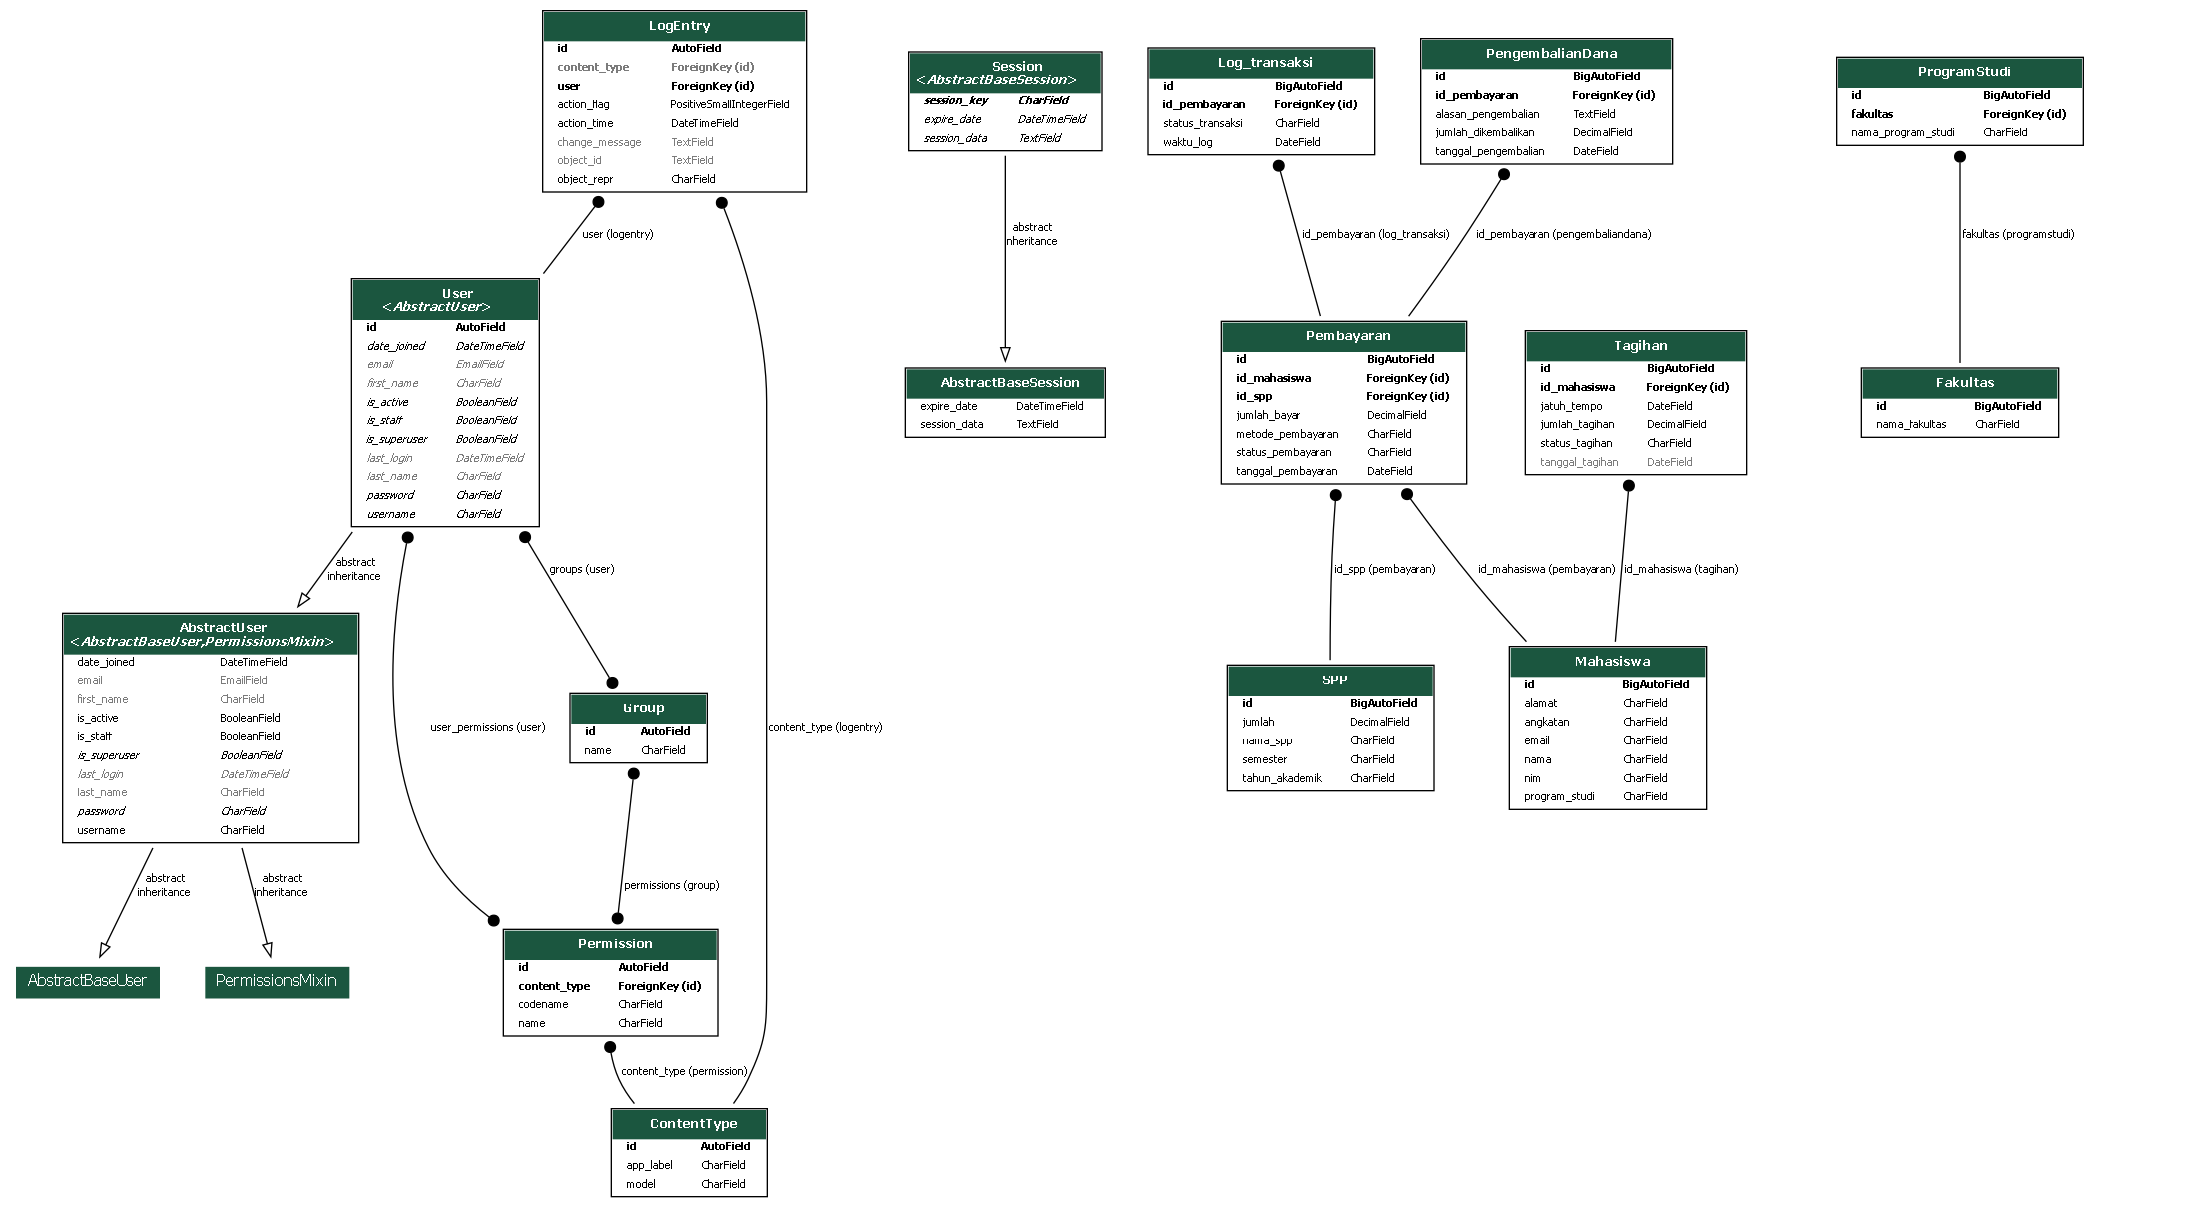 LogEntry
id AutoField
content_type ForeignKey (id)
user ForeignKey (id)
action_flag PositiveSmallIntegerField
action_time DateTimeField
change_message TextField
object_id TextField
object_repr CharField
user (logentry)
content_type (logentry)
User
<AbstractUser>
id AutoField
date_joined DateTimeField
email EmailField
first_name CharField
is_active BooleanField
is_staff BooleanField
is_superuser BooleanField
last_login DateTimeField
last_name CharField
password CharField
username CharField
abstract
inheritance
groups (user)
user_permissions (user)
AbstractUser
<AbstractBaseUser,PermissionsMixin>
date_joined DateTimeField
email EmailField
first_name CharField
is_active BooleanField
is_staff BooleanField
is_superuser BooleanField
last_login DateTimeField
last_name CharField
password CharField
username CharField
abstract
inheritance
abstract
inheritance
AbstractBaseUser
PermissionsMixin
Group
id AutoField
name CharField
permissions (group)
Permission
id AutoField
content_type ForeignKey (id)
codename CharField
name CharField
content_type (permission)
ContentType
id AutoField
app_label CharField
model CharField
Session
<AbstractBaseSession>
session_key CharField
expire_date DateTimeField
session_data TextField
abstract
inheritance
AbstractBaseSession
expire_date DateTimeField
session_data TextField
Log_transaksi
id BigAutoField
id_pembayaran ForeignKey (id)
status_transaksi CharField
waktu_log DateField
id_pembayaran (log_transaksi)
PengembalianDana
id BigAutoField
id_pembayaran ForeignKey (id)
alasan_pengembalian TextField
jumlah_dikembalikan DecimalField
tanggal_pengembalian DateField
id_pembayaran (pengembaliandana)
Pembayaran
id BigAutoField
id_mahasiswa ForeignKey (id)
id_spp ForeignKey (id)
jumlah_bayar DecimalField
metode_pembayaran CharField
status_pembayaran CharField
tanggal_pembayaran DateField
id_spp (pembayaran)
id_mahasiswa (pembayaran)
Tagihan
id BigAutoField
id_mahasiswa ForeignKey (id)
jatuh_tempo DateField
jumlah_tagihan DecimalField
status_tagihan CharField
tanggal_tagihan DateField
id_mahasiswa (tagihan)
SPP
id BigAutoField
jumlah DecimalField
nama_spp CharField
semester CharField
tahun_akademik CharField
Mahasiswa
id BigAutoField
alamat CharField
angkatan CharField
email CharField
nama CharField
nim CharField
program_studi CharField
ProgramStudi
id BigAutoField
fakultas ForeignKey (id)
nama_program_studi CharField
fakultas (programstudi)
Fakultas
id BigAutoField
nama_fakultas CharField